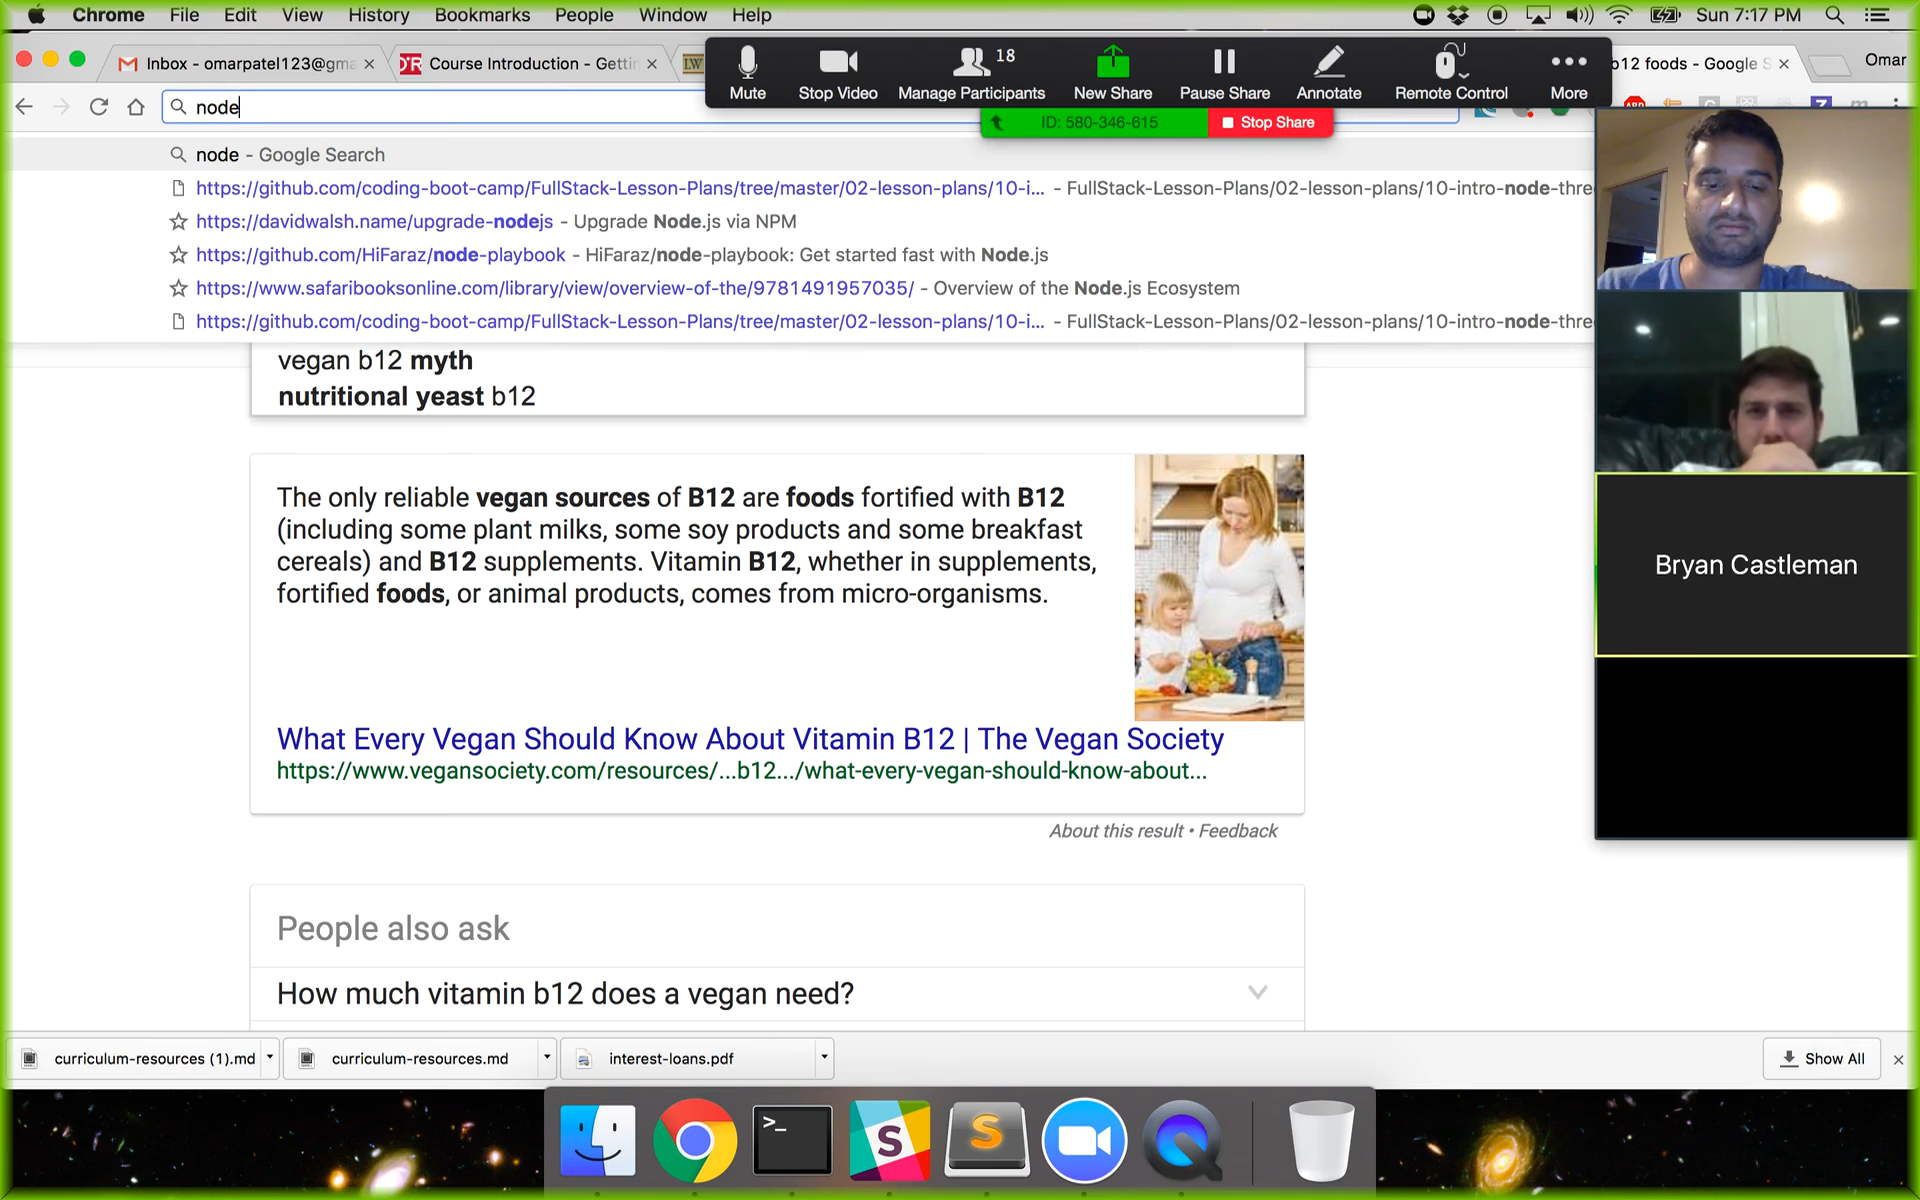 Chrome File Edit View History Bookmarks People Window Help Sun 7:17 PM
Inbox - omarpatel123@gma
Course Introduction - Gettin
LW
b12 foods - Google S
Omar
Mute Stop Video Manage Participants 18 New Share Pause Share Annotate Remote Control More
ID: 580-346-615 Stop Share
node
node - Google Search
https://github.com/coding-boot-camp/FullStack-Lesson-Plans/tree/master/02-lesson-plans/10-i... - FullStack-Lesson-Plans/02-lesson-plans/10-intro-node-three
https://davidwalsh.name/upgrade-nodejs - Upgrade Node.js via NPM
https://github.com/HiFaraz/node-playbook - HiFaraz/node-playbook: Get started fast with Node.js
https://www.safaribooksonline.com/library/view/overview-of-the/9781491957035/ - Overview of the Node.js Ecosystem
https://github.com/coding-boot-camp/FullStack-Lesson-Plans/tree/master/02-lesson-plans/10-i... - FullStack-Lesson-Plans/02-lesson-plans/10-intro-node-three
vegan b12 myth
nutritional yeast b12
The only reliable vegan sources of B12 are foods fortified with B12
(including some plant milks, some soy products and some breakfast
cereals) and B12 supplements. Vitamin B12, whether in supplements,
fortified foods, or animal products, comes from micro-organisms.
What Every Vegan Should Know About Vitamin B12 | The Vegan Society
https://www.vegansociety.com/resources/...b12.../what-every-vegan-should-know-about...
About this result • Feedback
People also ask
How much vitamin b12 does a vegan need?
Bryan Castleman
curriculum-resources (1).md
curriculum-resources.md
interest-loans.pdf
Show All